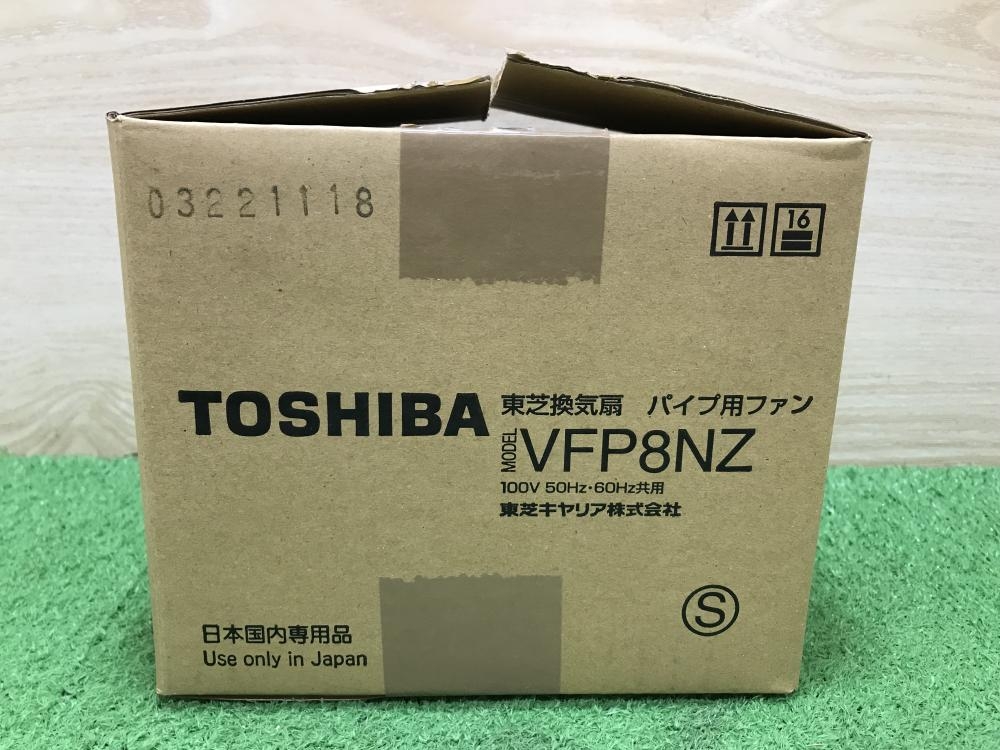 03221118
16
TOSHIBA
東芝換気扇 パイプ用ファン
MODEL VFP8NZ
100V 50Hz・60Hz共用
東芝キヤリア株式会社
S
日本国内専用品
Use only in Japan